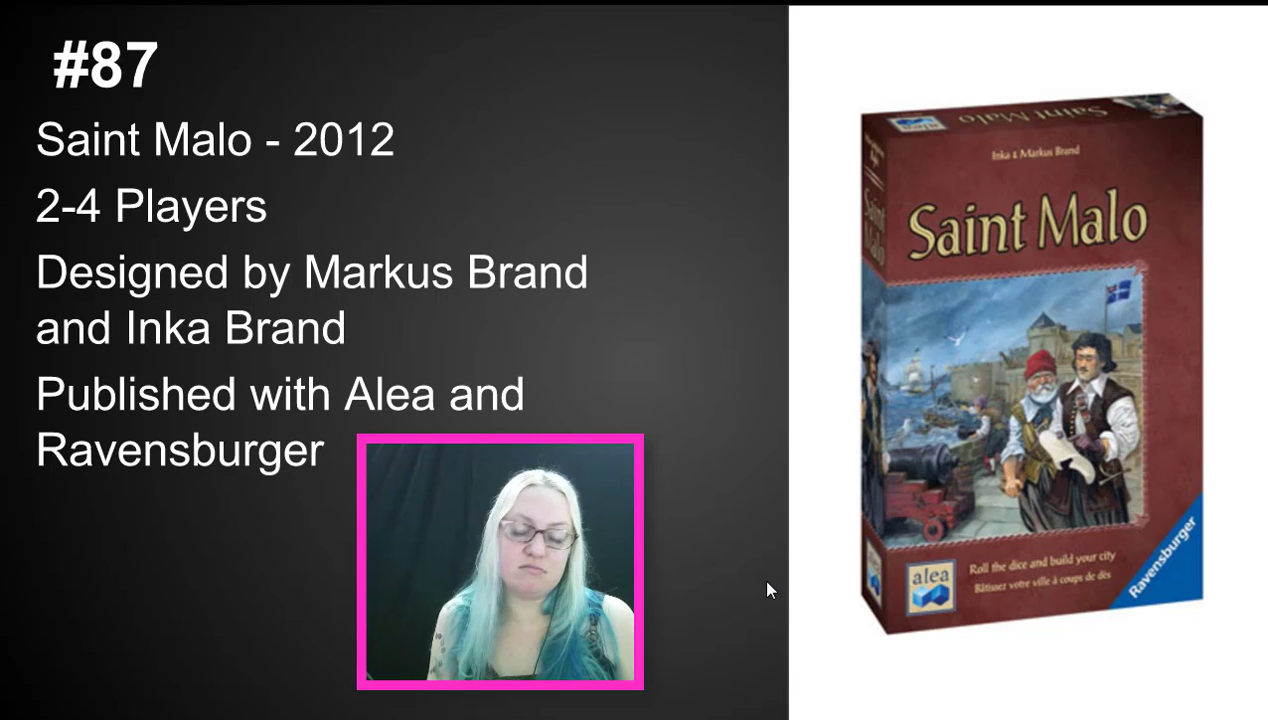 #87
Saint Malo - 2012
2-4 Players
Designed by Markus Brand
and Inka Brand
Published with Alea and
Ravensburger
alea
Saint Malo
Inka & Markus Brand
Saint Malo
Saint Malo
alea
Roll the dice and build your city
Bâtissez votre ville à coups de dés
Ravensburger